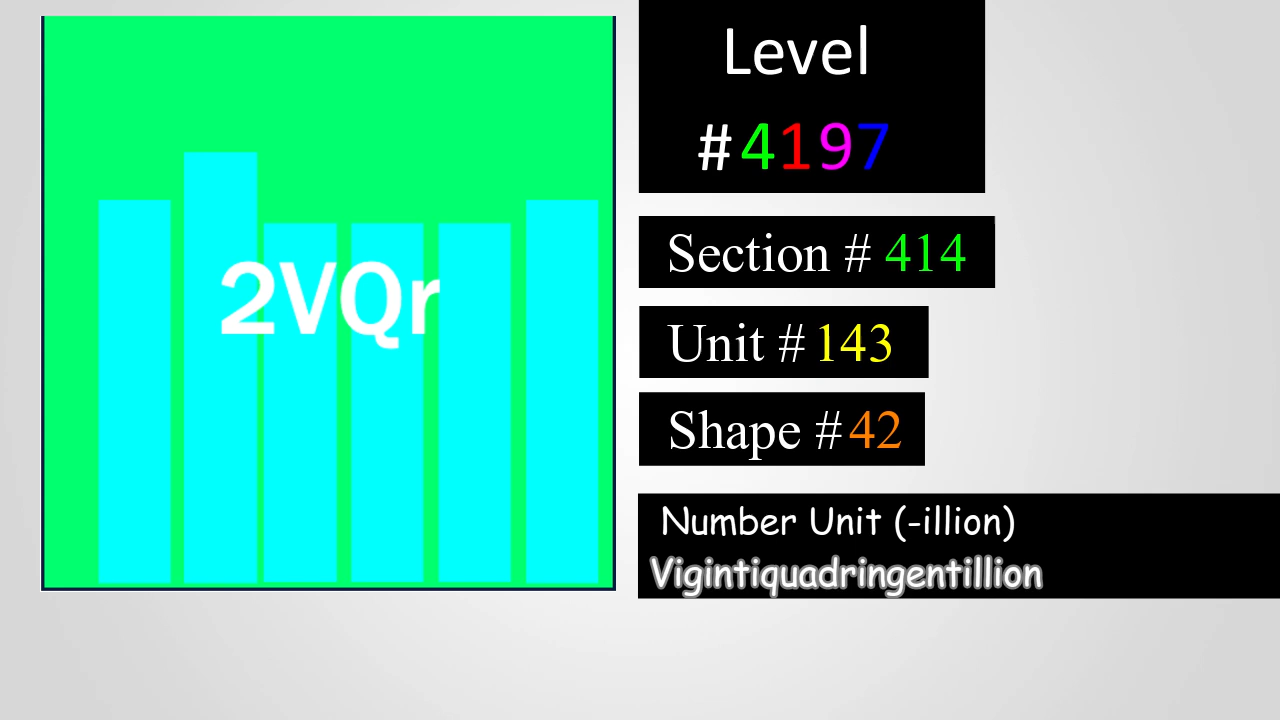 2VQr
Level
#4197
Section # 414
Unit # 143
Shape # 42
Number Unit (-illion)
Vigintiquadringentillion